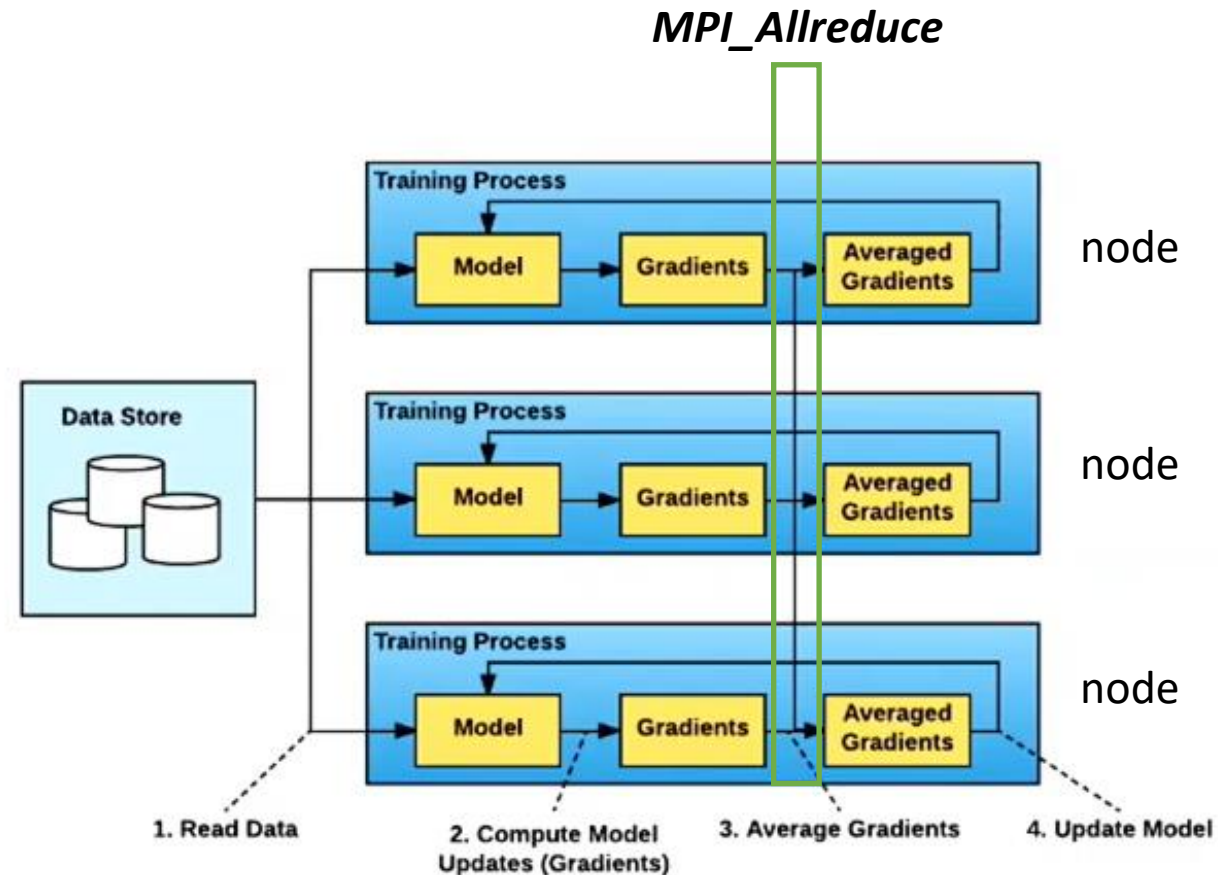 MPI_Allreduce
Training Process
Model
Gradients
Averaged
Gradients
node
Data Store
Training Process
Model
Gradients
Averaged
Gradients
node
Training Process
Model
Gradients
Averaged
Gradients
node
1. Read Data
2. Compute Model
Updates (Gradients)
3. Average Gradients
4. Update Model